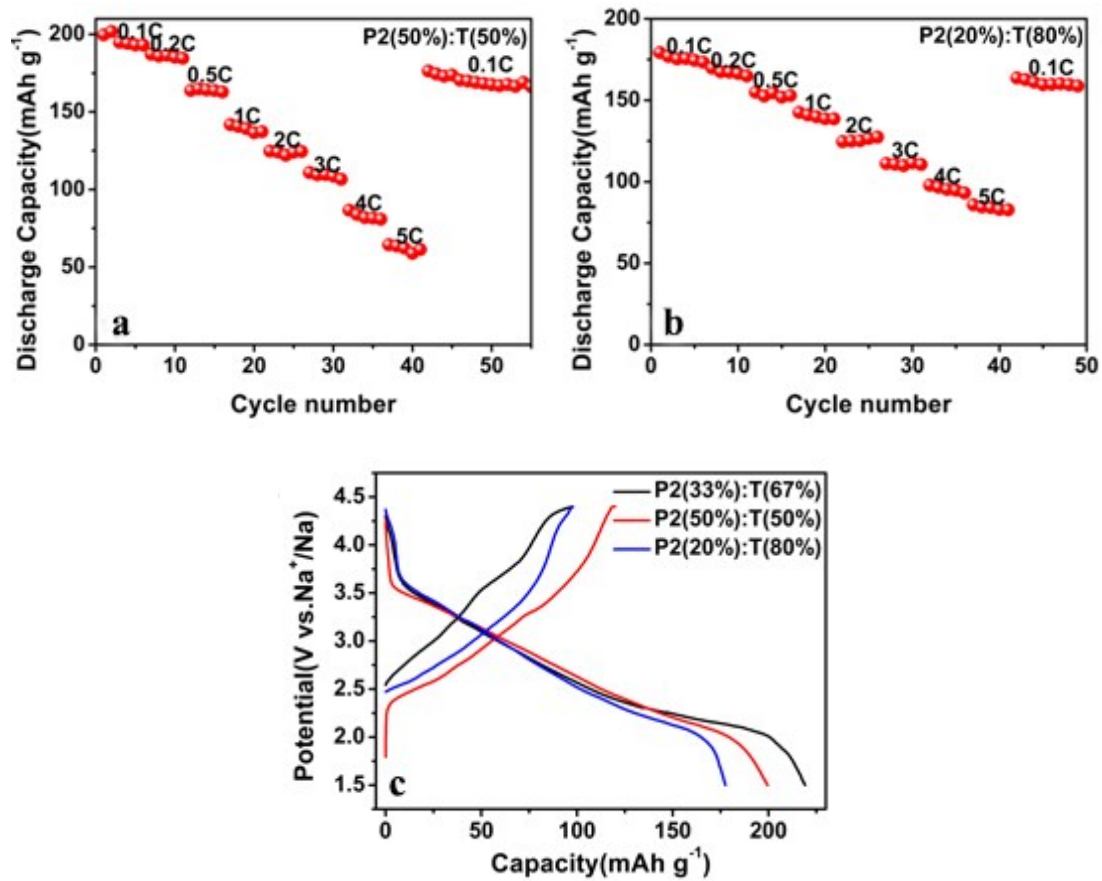 P2(50%):T(50%)
0.1C
0.2C
0.5C
1C
2C
3C
4C
5C
0.1C
200
150
100
50
0
0 10 20 30 40 50
Discharge Capacity(mAh g⁻¹)
Cycle number
a
P2(20%):T(80%)
0.1C
0.2C
0.5C
1C
2C
3C
4C
5C
0.1C
200
150
100
50
0
0 10 20 30 40 50
Discharge Capacity(mAh g⁻¹)
Cycle number
b
P2(33%):T(67%)
P2(50%):T(50%)
P2(20%):T(80%)
4.5
4.0
3.5
3.0
2.5
2.0
1.5
0 50 100 150 200
Potential(V vs.Na⁺/Na)
Capacity(mAh g⁻¹)
c